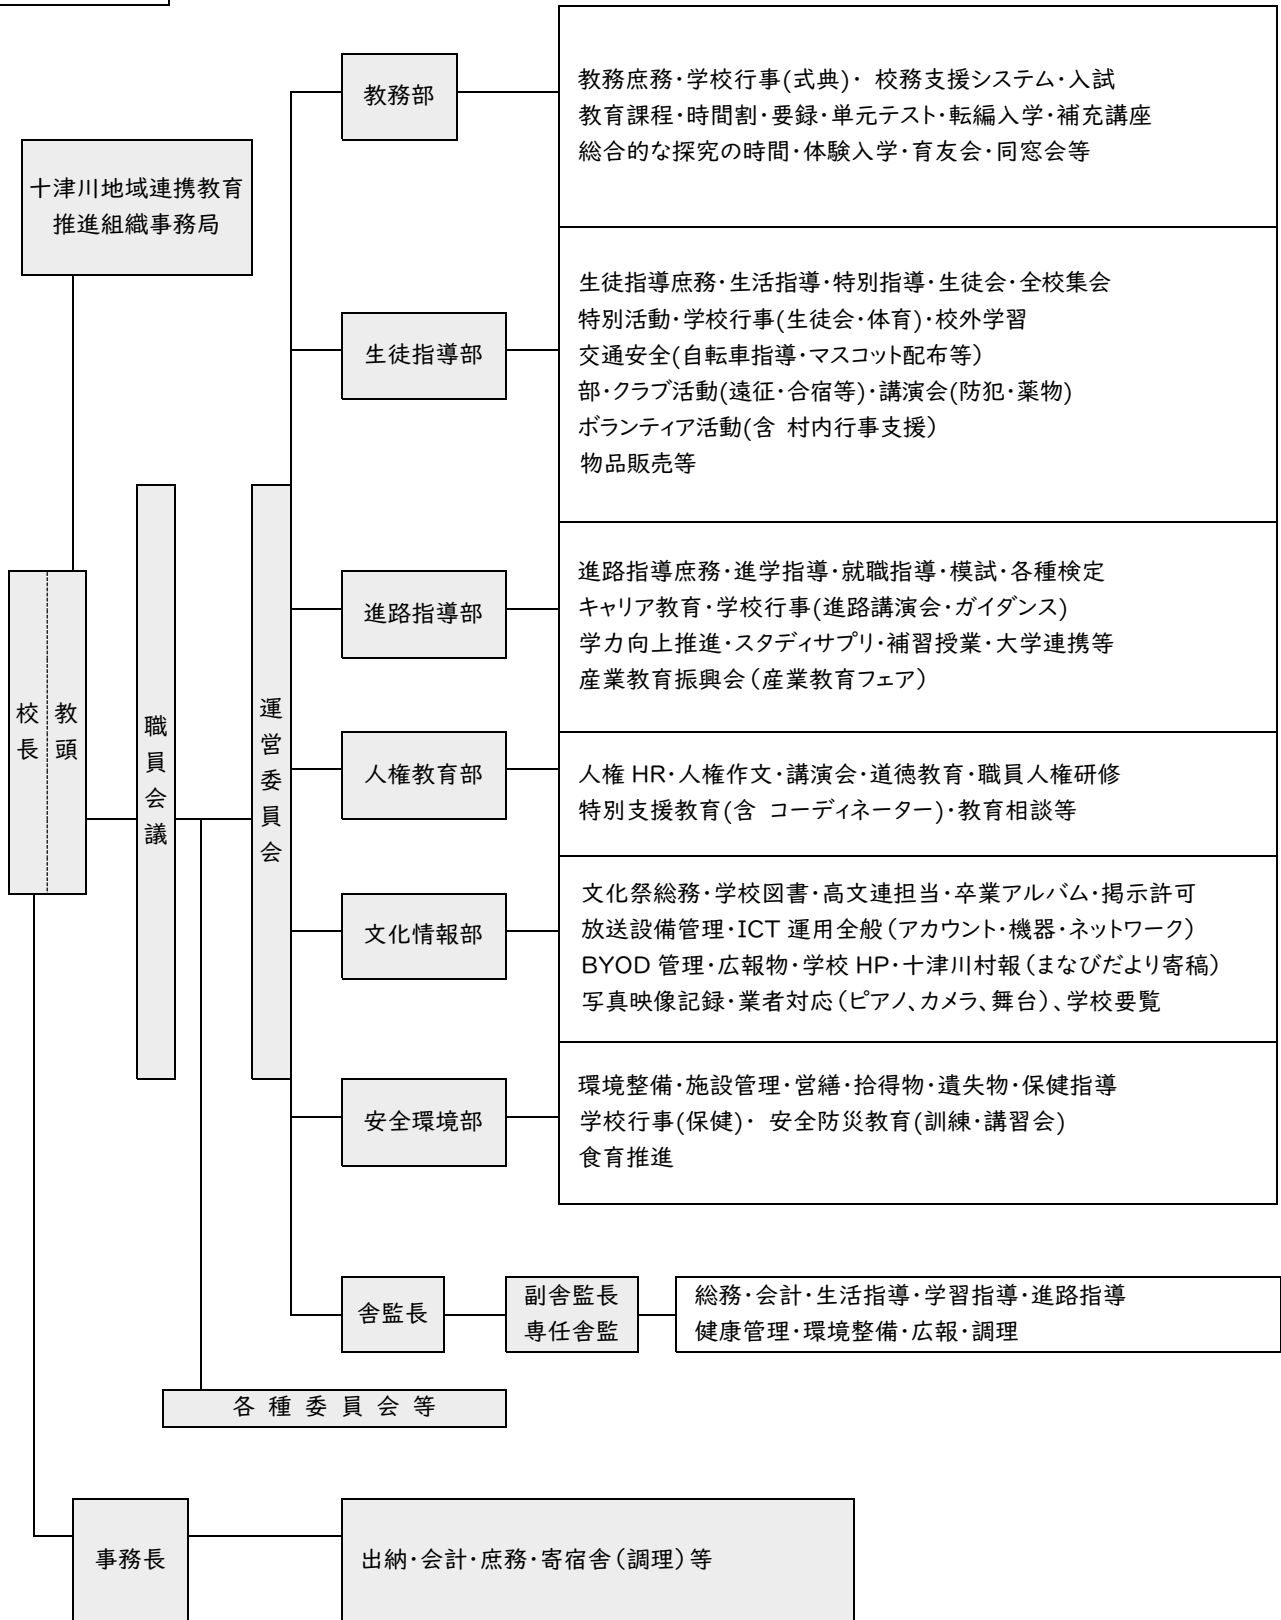 教務部
教務庶務・学校行事(式典)・ 校務支援システム・入試
教育課程・時間割・要録・単元テスト・転編入学・補充講座
総合的な探究の時間・体験入学・育友会・同窓会等
十津川地域連携教育
推進組織事務局
生徒指導部
生徒指導庶務・生活指導・特別指導・生徒会・全校集会
特別活動・学校行事(生徒会・体育)・校外学習
交通安全(自転車指導・マスコット配布等)
部・クラブ活動(遠征・合宿等)・講演会(防犯・薬物)
ボランティア活動(含 村内行事支援)
物品販売等
校長
教頭
職員会議
運営委員会
進路指導部
進路指導庶務・進学指導・就職指導・模試・各種検定
キャリア教育・学校行事(進路講演会・ガイダンス)
学力向上推進・スタディサプリ・補習授業・大学連携等
産業教育振興会(産業教育フェア)
人権教育部
人権 HR・人権作文・講演会・道徳教育・職員人権研修
特別支援教育(含 コーディネーター)・教育相談等
文化情報部
文化祭総務・学校図書・高文連担当・卒業アルバム・掲示許可
放送設備管理・ICT 運用全般(アカウント・機器・ネットワーク)
BYOD 管理・広報物・学校 HP・十津川村報(まなびだより寄稿)
写真映像記録・業者対応(ピアノ、カメラ、舞台)、学校要覧
安全環境部
環境整備・施設管理・営繕・拾得物・遺失物・保健指導
学校行事(保健)・ 安全防災教育(訓練・講習会)
食育推進
舎監長
副舎監長
専任舎監
総務・会計・生活指導・学習指導・進路指導
健康管理・環境整備・広報・調理
各種委員会等
事務長
出納・会計・庶務・寄宿舎(調理)等